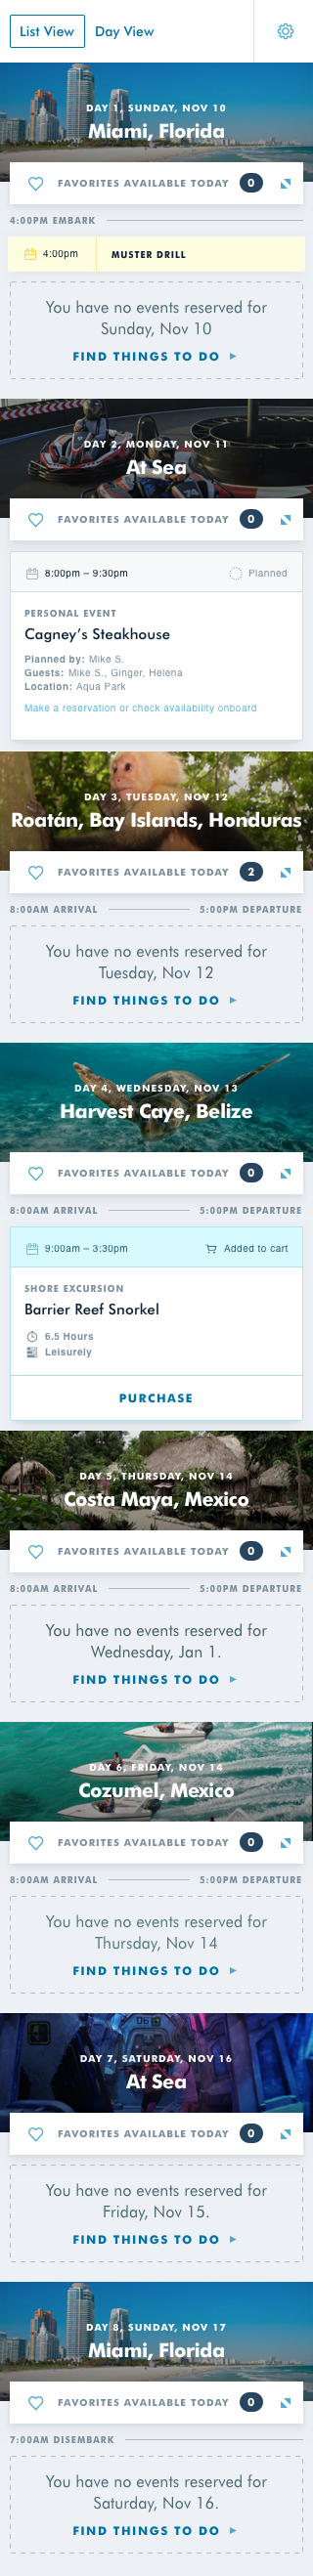 List View Day View
DAY 1, SUNDAY, NOV 10
Miami, Florida
FAVORITES AVAILABLE TODAY 0
4:00PM EMBARK
4:00pm MUSTER DRILL
You have no events reserved for
Sunday, Nov 10
FIND THINGS TO DO
DAY 2, MONDAY, NOV 11
At Sea
FAVORITES AVAILABLE TODAY 0
8:00pm – 9:30pm Planned
PERSONAL EVENT
Cagney's Steakhouse
Planned by: Mike S.
Guests: Mike S., Ginger, Helena
Location: Aqua Park
Make a reservation or check availability onboard
DAY 3, TUESDAY, NOV 12
Roatán, Bay Islands, Honduras
FAVORITES AVAILABLE TODAY 2
8:00AM ARRIVAL 5:00PM DEPARTURE
You have no events reserved for
Tuesday, Nov 12
FIND THINGS TO DO
DAY 4, WEDNESDAY, NOV 13
Harvest Caye, Belize
FAVORITES AVAILABLE TODAY 0
8:00AM ARRIVAL 5:00PM DEPARTURE
9:00am – 3:30pm Added to cart
SHORE EXCURSION
Barrier Reef Snorkel
6.5 Hours
Leisurely
PURCHASE
DAY 5, THURSDAY, NOV 14
Costa Maya, Mexico
FAVORITES AVAILABLE TODAY 0
8:00AM ARRIVAL 5:00PM DEPARTURE
You have no events reserved for
Wednesday, Jan 1.
FIND THINGS TO DO
DAY 6, FRIDAY, NOV 14
Cozumel, Mexico
FAVORITES AVAILABLE TODAY 0
8:00AM ARRIVAL 5:00PM DEPARTURE
You have no events reserved for
Thursday, Nov 14
FIND THINGS TO DO
DAY 7, SATURDAY, NOV 16
At Sea
FAVORITES AVAILABLE TODAY 0
You have no events reserved for
Friday, Nov 15.
FIND THINGS TO DO
DAY 8, SUNDAY, NOV 17
Miami, Florida
FAVORITES AVAILABLE TODAY 0
7:00AM DISEMBARK
You have no events reserved for
Saturday, Nov 16.
FIND THINGS TO DO